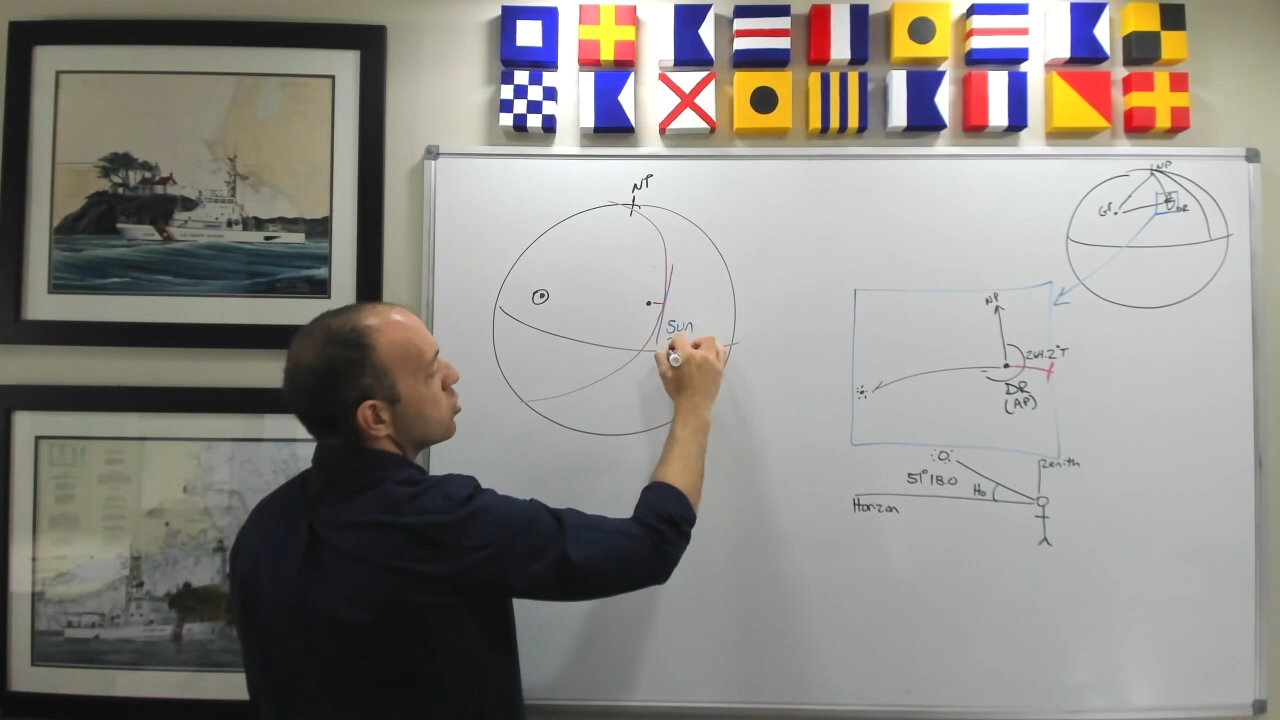 NP
Sun
NP
GP
DR
NP
264.2°T
DR
(AP)
Zenith
51°18.0
Ho
Horizon